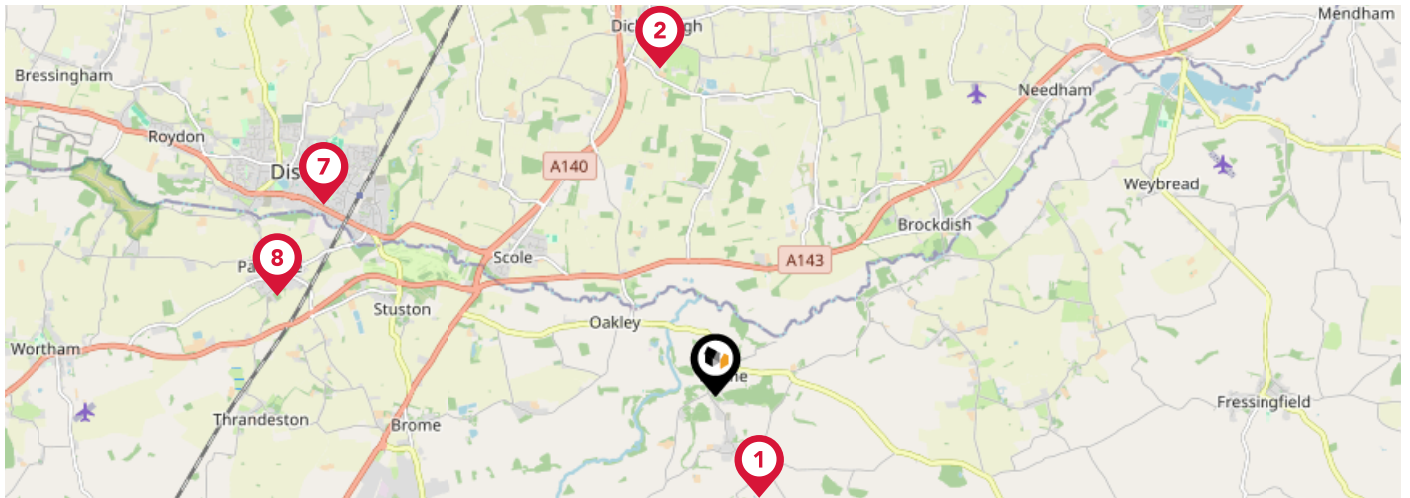 Mendham
2
Bressingham
Needham
Roydon
A140
7
Weybread
Brockdish
8
Scole
A143
Stuston
Oakley
Wortham
Fressingfield
Thrandeston
Brome
1